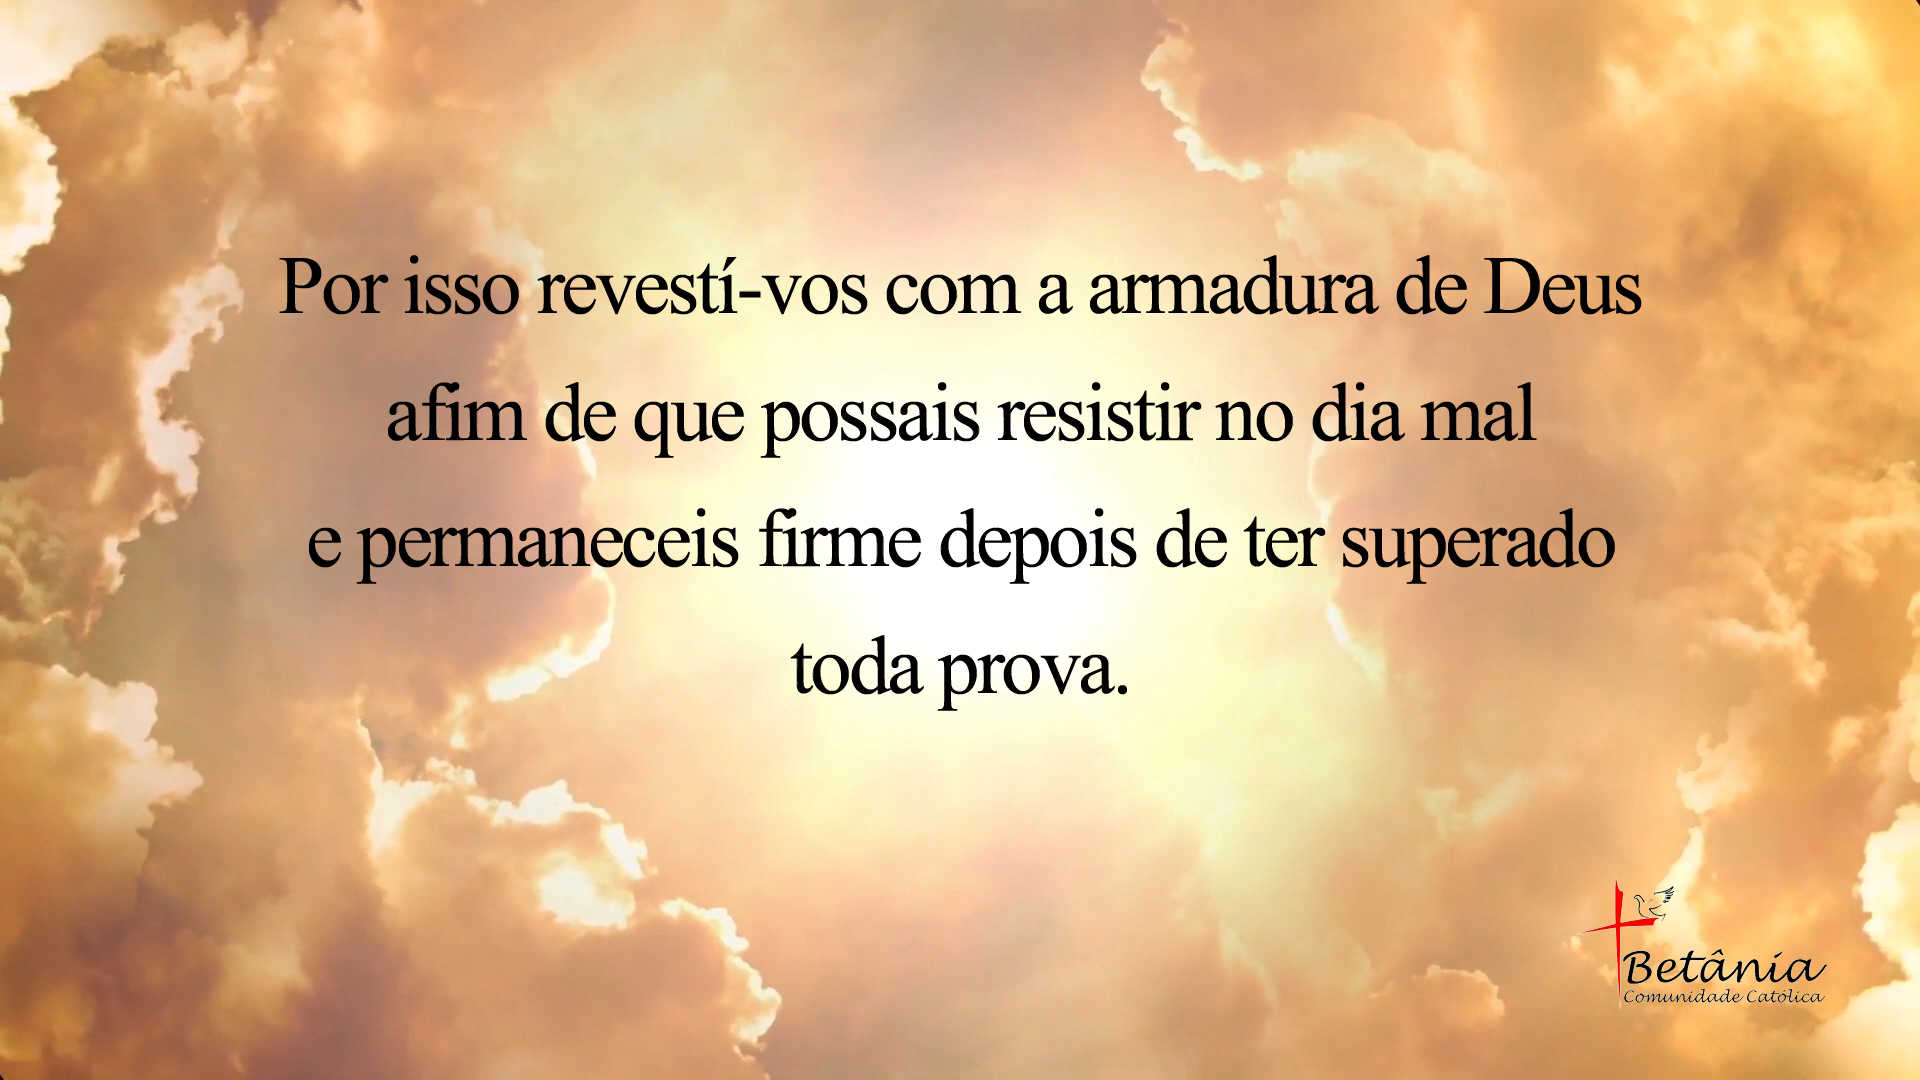 Por isso revestí-vos com a armadura de Deus
afim de que possais resistir no dia mal
e permaneceis firme depois de ter superado
toda prova.
Betânia
Comunidade Católica